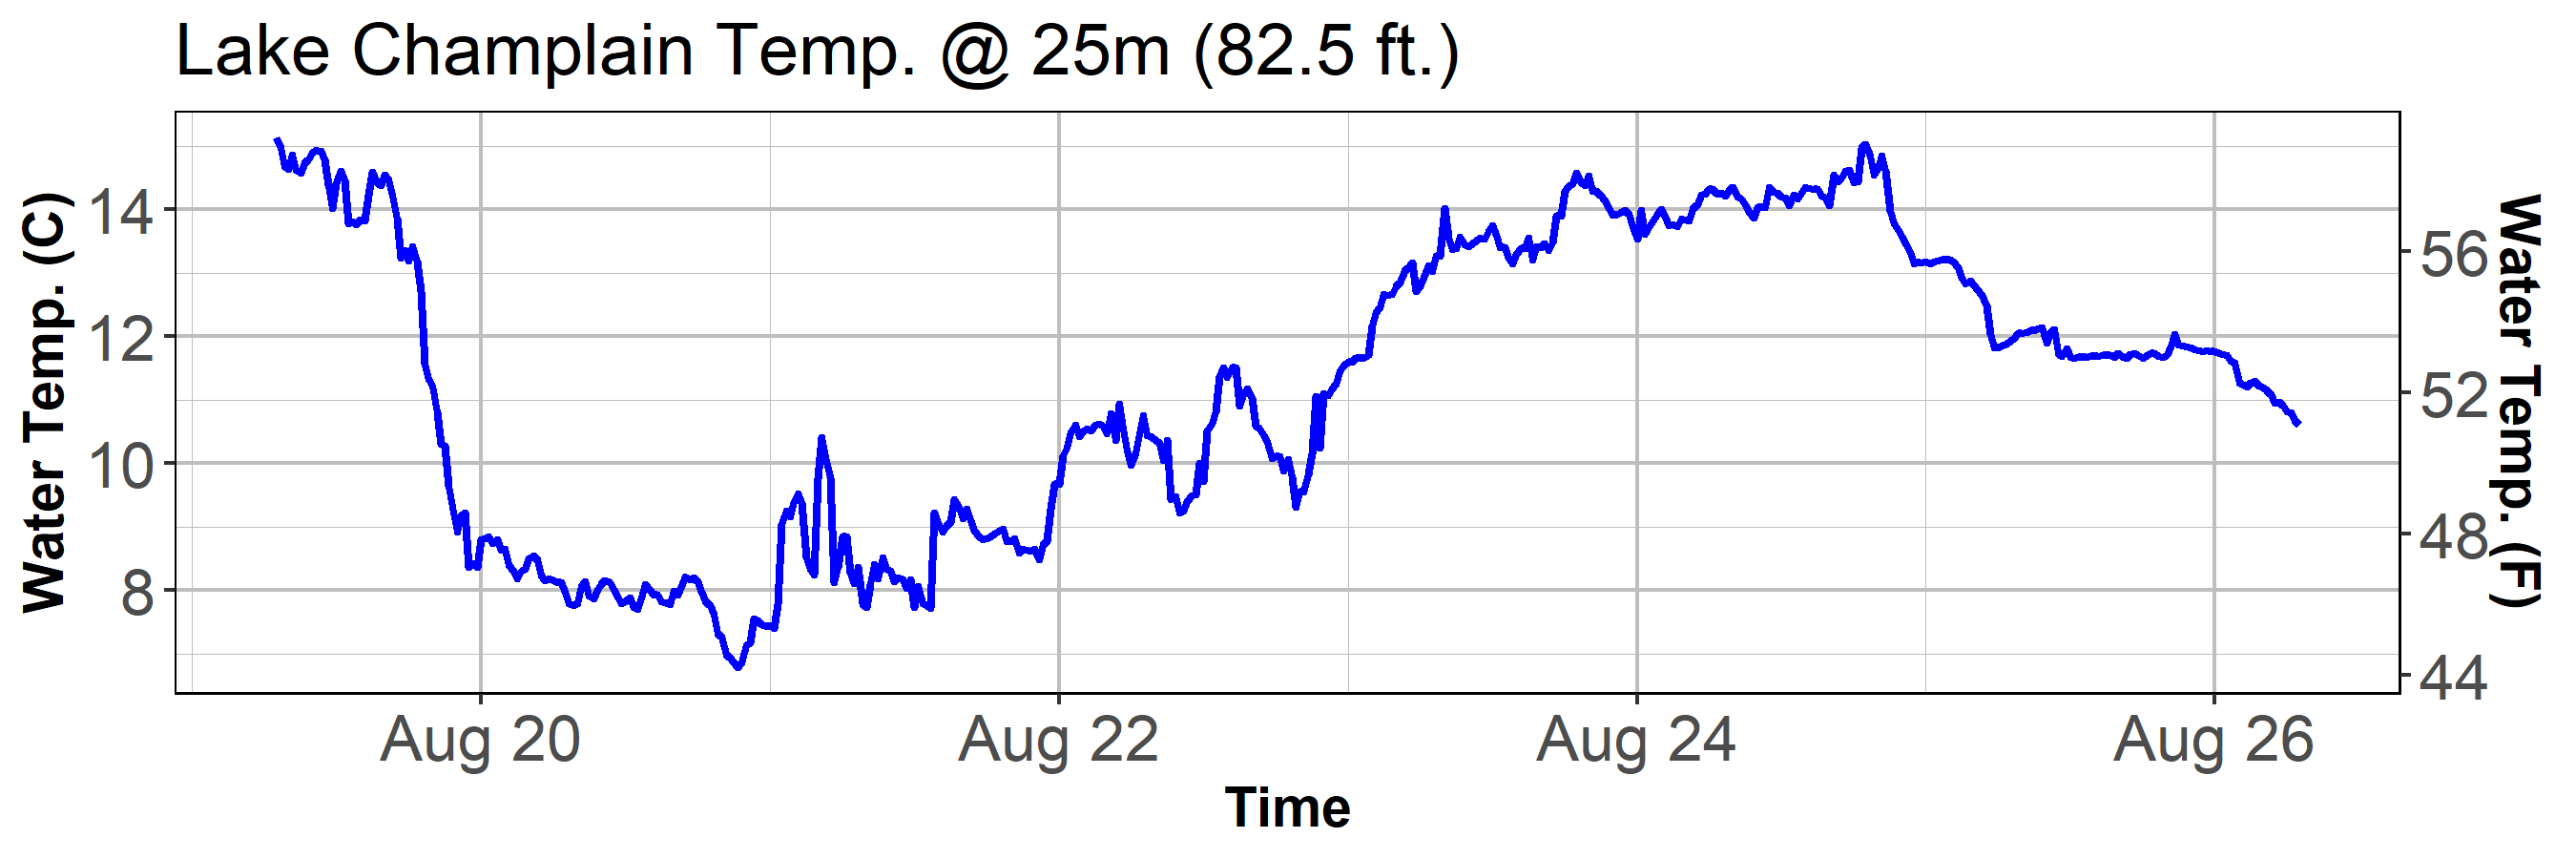 Lake Champlain Temp. @ 25m (82.5 ft.)
Water Temp. (C)
14
12
10
8
Water Temp. (F)
56
52
48
44
Aug 20
Aug 22
Aug 24
Aug 26
Time